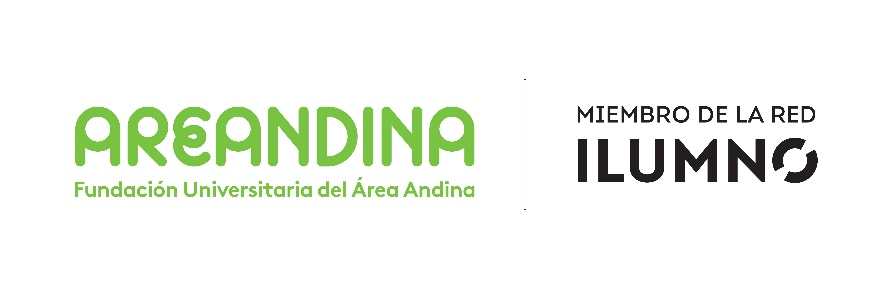 AREANDINA
Fundación Universitaria del Área Andina
MIEMBRO DE LA RED
ILUMNO